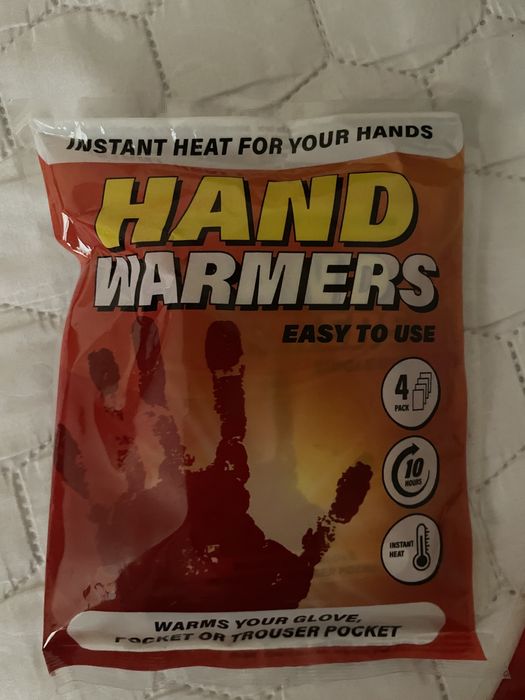 INSTANT HEAT FOR YOUR HANDS
HAND
WARMERS
EASY TO USE
4
PACK
10
HOURS
INSTANT
HEAT
WARMS YOUR GLOVE,
POCKET OR TROUSER POCKET